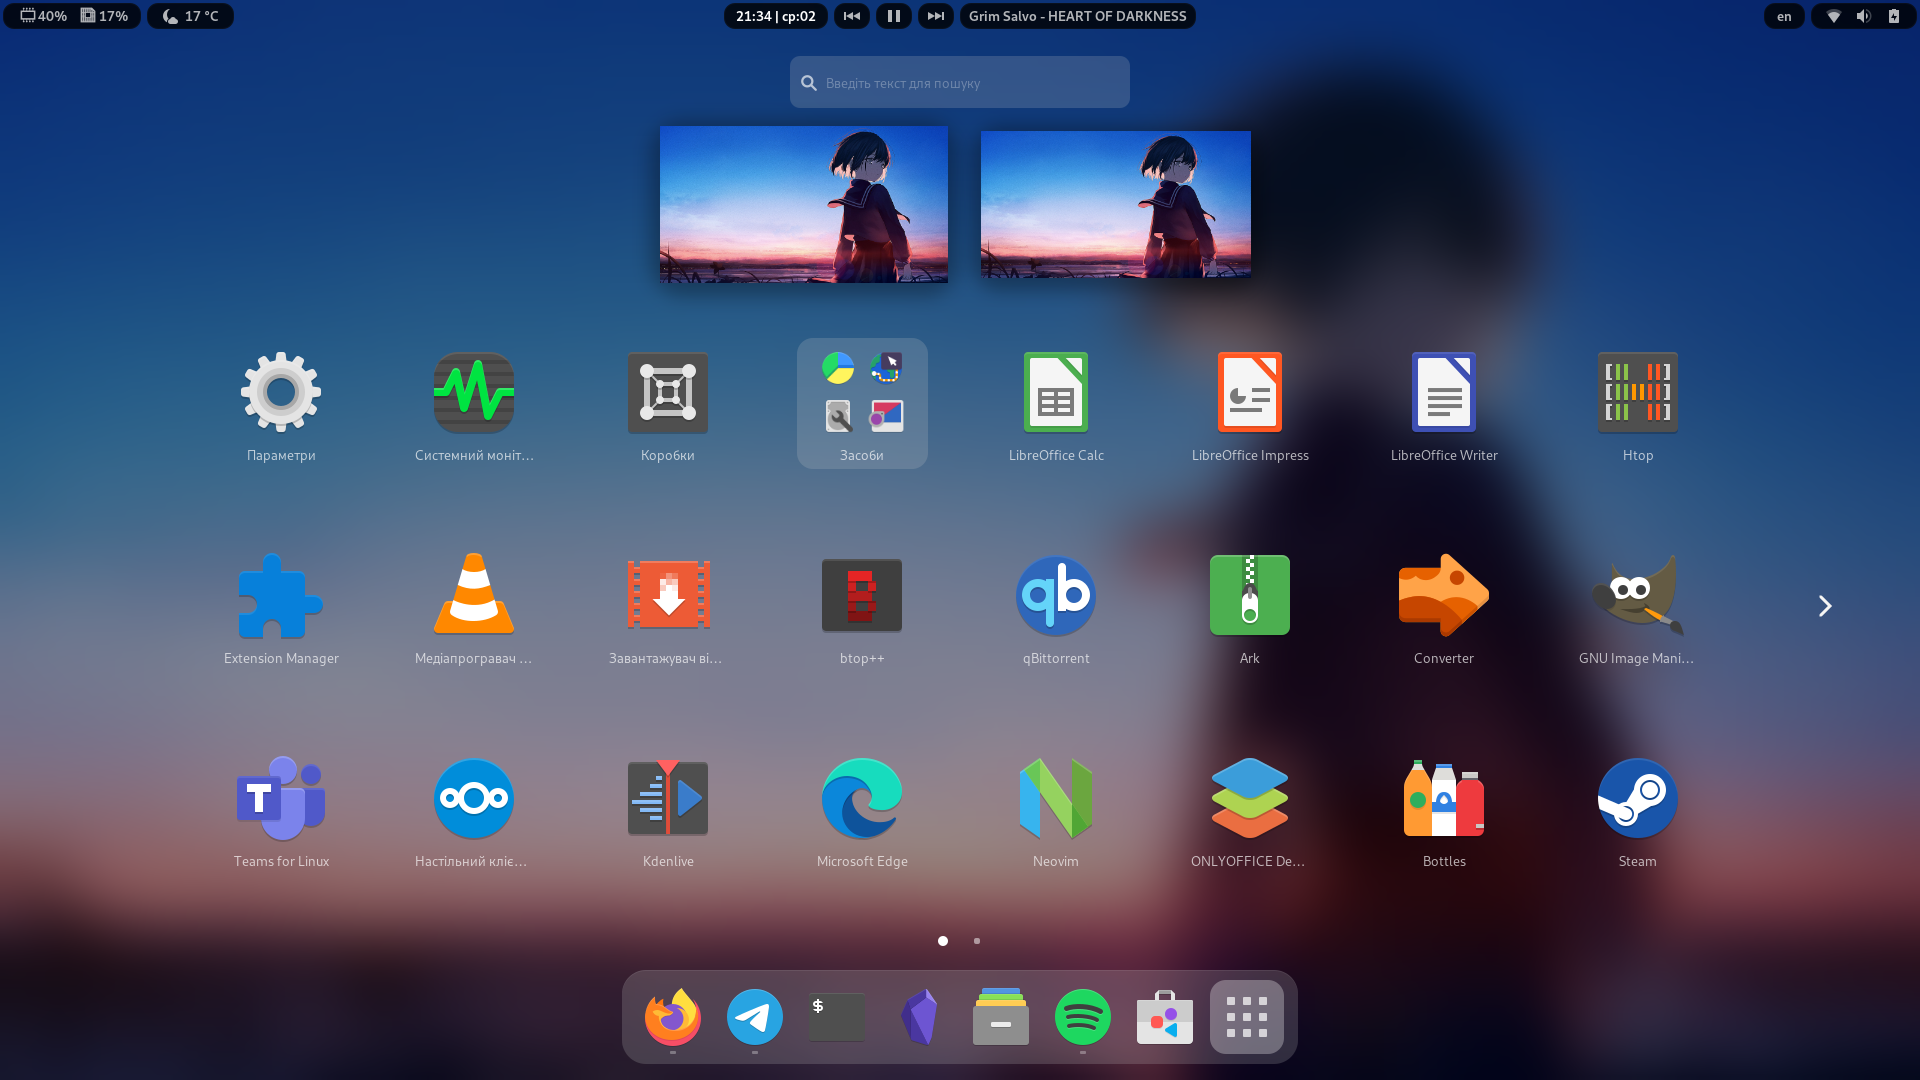 40% 17% 17 °C
21:34 | ср:02
Grim Salvo - HEART OF DARKNESS
en
Введіть текст для пошуку
Параметри
Системний моніт…
Коробки
Засоби
LibreOffice Calc
LibreOffice Impress
LibreOffice Writer
Htop
Extension Manager
Медіапрогравач …
Завантажувач ві…
btop++
qBittorrent
Ark
Converter
GNU Image Mani…
Teams for Linux
Настільний кліє…
Kdenlive
Microsoft Edge
Neovim
ONLYOFFICE De…
Bottles
Steam